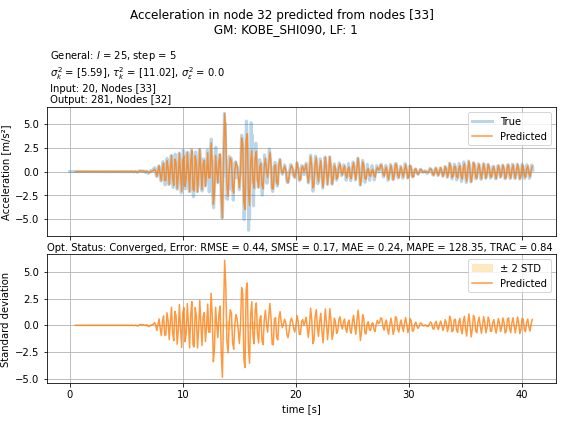 Acceleration in node 32 predicted from nodes [33]
GM: KOBE_SHI090, LF: 1
General: l = 25, step = 5
σ²ₖ = [5.59], τ²ₖ = [11.02], σ²ε = 0.0
Input: 20, Nodes [33]
Output: 281, Nodes [32]
Acceleration [m/s²]
5.0
2.5
0.0
−2.5
−5.0
True
Predicted
Opt. Status: Converged, Error: RMSE = 0.44, SMSE = 0.17, MAE = 0.24, MAPE = 128.35, TRAC = 0.84
Standard deviation
5.0
2.5
0.0
−2.5
−5.0
± 2 STD
Predicted
0 10 20 30 40
time [s]